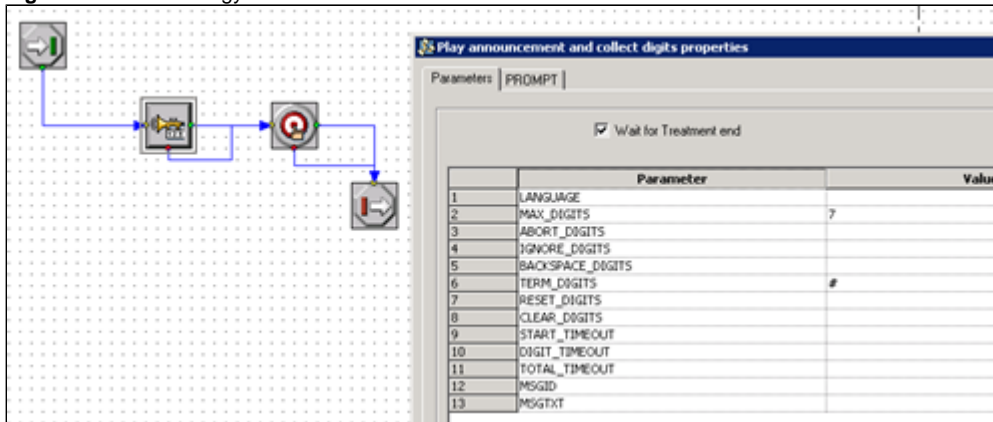 Play announcement and collect digits properties
Parameters PROMPT
Wait for Treatment end
Parameter
1 LANGUAGE
2 MAX_DIGITS 7
3 ABORT_DIGITS
4 IGNORE_DIGITS
5 BACKSPACE_DIGITS
6 TERM_DIGITS #
7 RESET_DIGITS
8 CLEAR_DIGITS
9 START_TIMEOUT
10 DIGIT_TIMEOUT
11 TOTAL_TIMEOUT
12 MSGID
13 MSGTXT